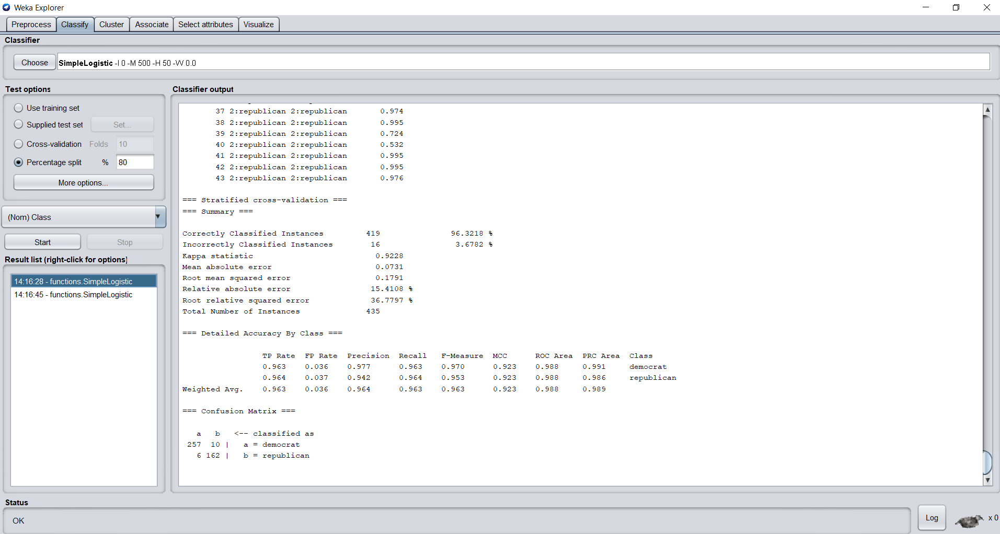 Weka Explorer
Preprocess Classify Cluster Associate Select attributes Visualize
Classifier
Choose SimpleLogistic -I 0 -M 500 -H 50 -W 0.0
Test options
Use training set
Supplied test set Set...
Cross-validation Folds 10
Percentage split % 80
More options...
(Nom) Class
Start Stop
Result list (right-click for options)
14:16:28 - functions.SimpleLogistic
14:16:45 - functions.SimpleLogistic
Classifier output
37 2:republican 2:republican 0.974
38 2:republican 2:republican 0.995
39 2:republican 2:republican 0.724
40 2:republican 2:republican 0.532
41 2:republican 2:republican 0.995
42 2:republican 2:republican 0.995
43 2:republican 2:republican 0.976
=== Stratified cross-validation ===
=== Summary ===
Correctly Classified Instances 419 96.3218 %
Incorrectly Classified Instances 16 3.6782 %
Kappa statistic 0.9228
Mean absolute error 0.0731
Root mean squared error 0.1791
Relative absolute error 15.4108 %
Root relative squared error 36.7797 %
Total Number of Instances 435
=== Detailed Accuracy By Class ===
TP Rate FP Rate Precision Recall F-Measure MCC ROC Area PRC Area Class
0.963 0.036 0.977 0.963 0.970 0.923 0.988 0.991 democrat
0.964 0.037 0.942 0.964 0.953 0.923 0.988 0.986 republican
Weighted Avg. 0.963 0.036 0.964 0.963 0.963 0.923 0.988 0.989
=== Confusion Matrix ===
a b <-- classified as
257 10 | a = democrat
6 162 | b = republican
Status
OK
Log
x 0